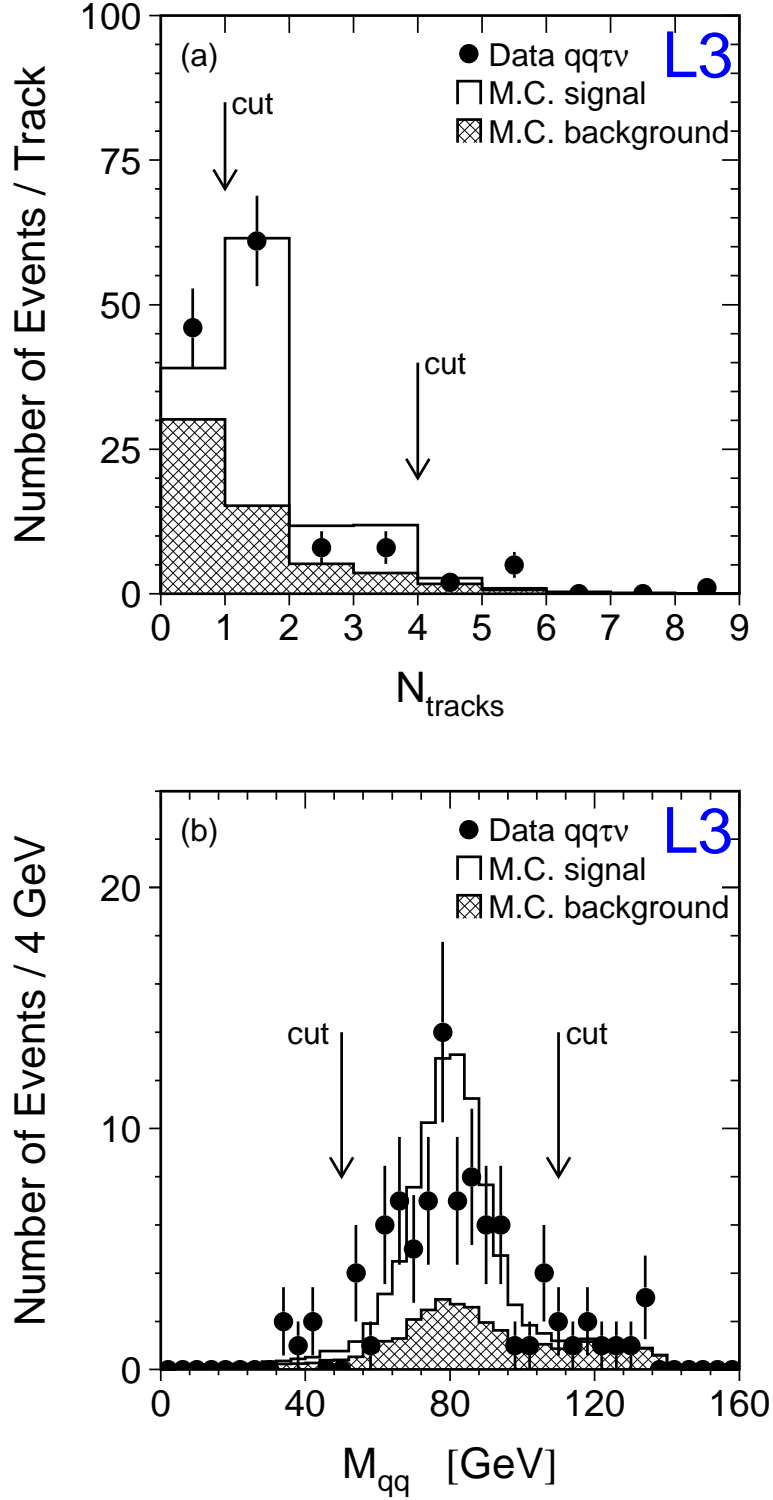 Number of Events / Track
100
75
50
25
0
(a)
L3
Data qqτν
M.C. signal
M.C. background
cut
cut
0 1 2 3 4 5 6 7 8 9
N_tracks
Number of Events / 4 GeV
20
10
0
(b)
L3
Data qqτν
M.C. signal
M.C. background
cut
cut
0 40 80 120 160
M_qq [GeV]